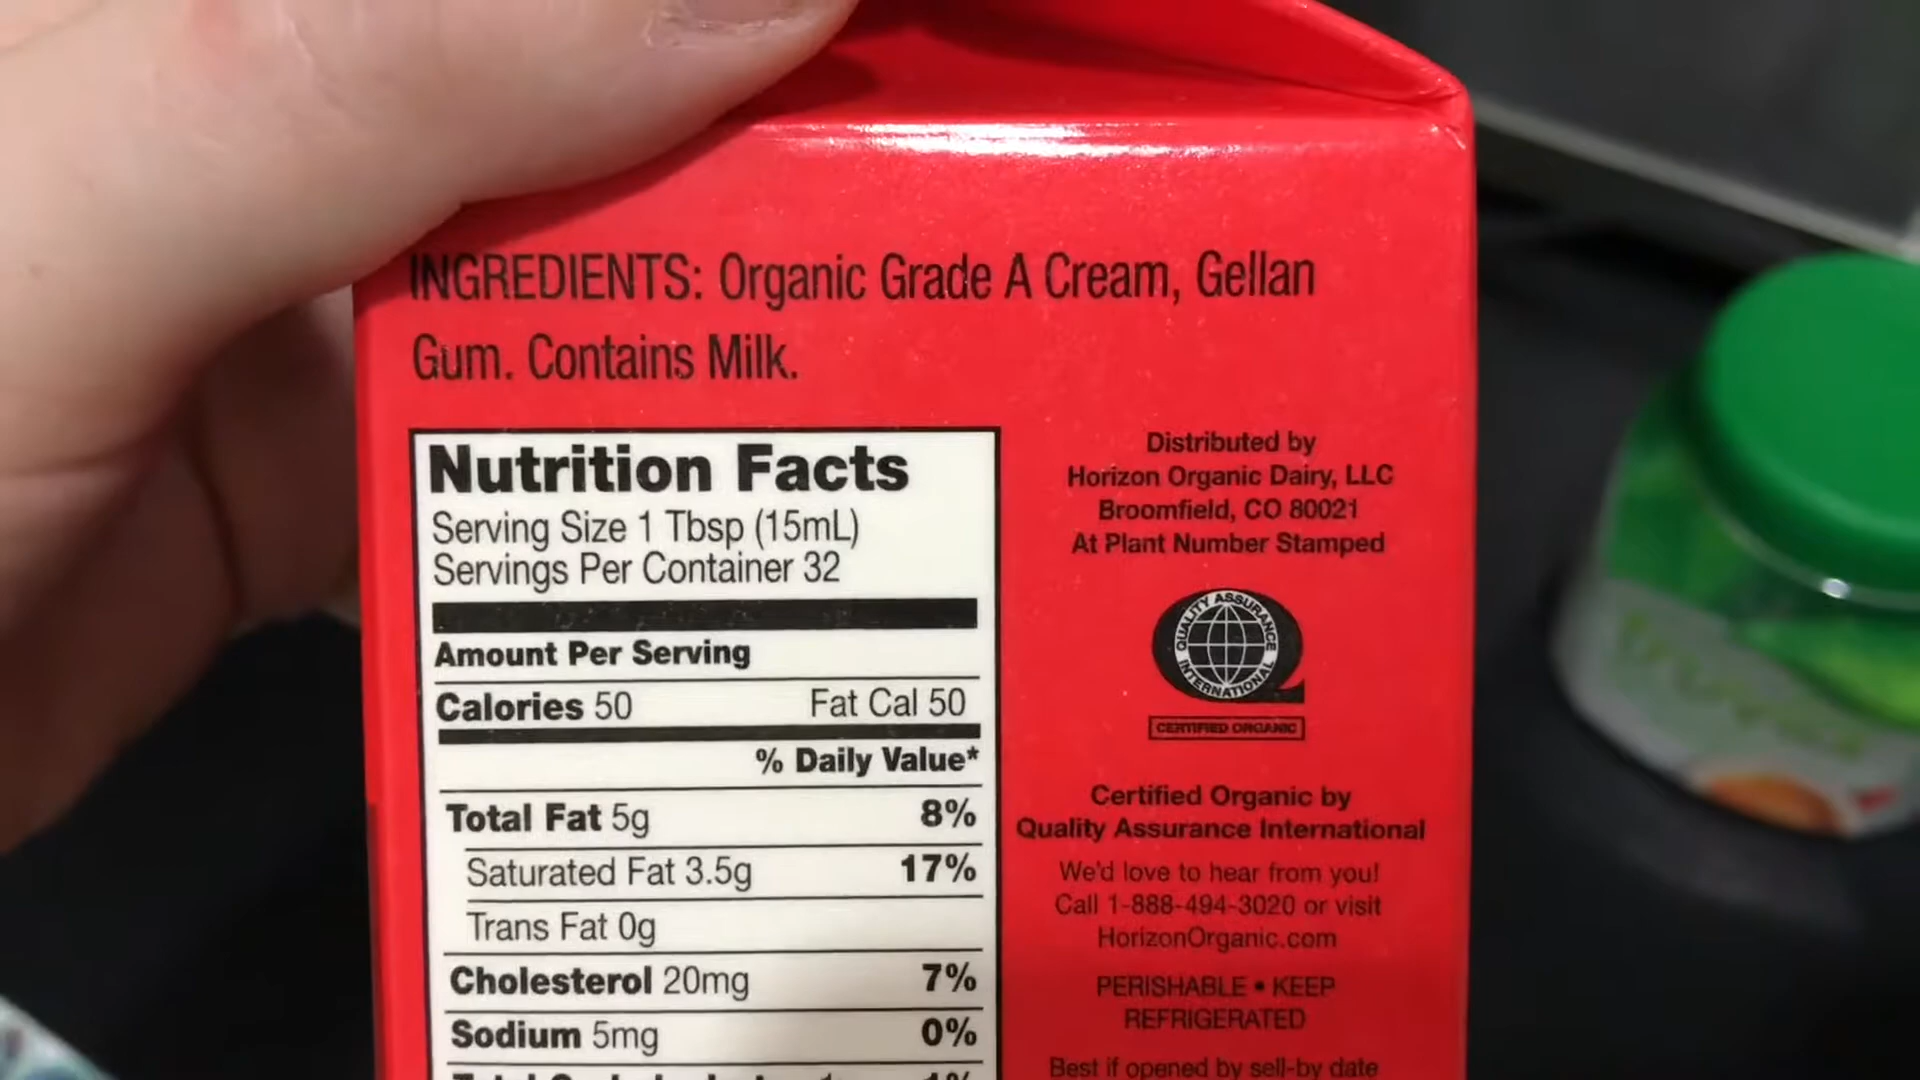 INGREDIENTS: Organic Grade A Cream, Gellan
Gum. Contains Milk.
Nutrition Facts
Serving Size 1 Tbsp (15mL)
Servings Per Container 32
Amount Per Serving
Calories 50 Fat Cal 50
% Daily Value*
Total Fat 5g 8%
Saturated Fat 3.5g 17%
Trans Fat 0g
Cholesterol 20mg 7%
Sodium 5mg 0%
Distributed by
Horizon Organic Dairy, LLC
Broomfield, CO 80021
At Plant Number Stamped
QUALITY ASSURANCE
INTERNATIONAL
CERTIFIED ORGANIC
Certified Organic by
Quality Assurance International
We'd love to hear from you!
Call 1-888-494-3020 or visit
HorizonOrganic.com
PERISHABLE • KEEP
REFRIGERATED
Best if opened by sell-by date